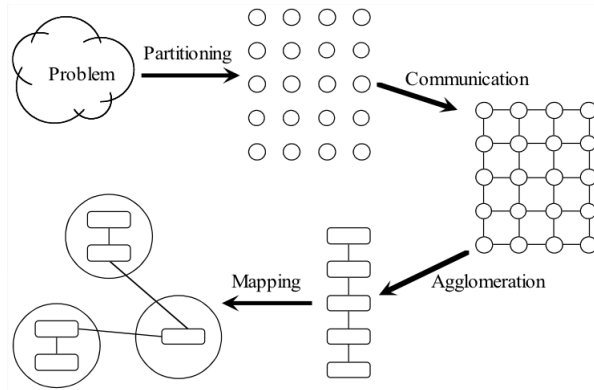 Problem
Partitioning
Communication
Agglomeration
Mapping